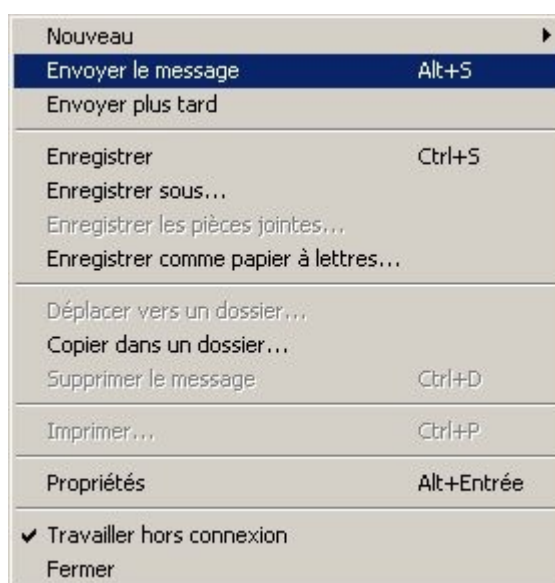 Nouveau
Envoyer le message Alt+S
Envoyer plus tard
Enregistrer Ctrl+S
Enregistrer sous...
Enregistrer les pièces jointes...
Enregistrer comme papier à lettres...
Déplacer vers un dossier...
Copier dans un dossier...
Supprimer le message Ctrl+D
Imprimer... Ctrl+P
Propriétés Alt+Entrée
Travailler hors connexion
Fermer